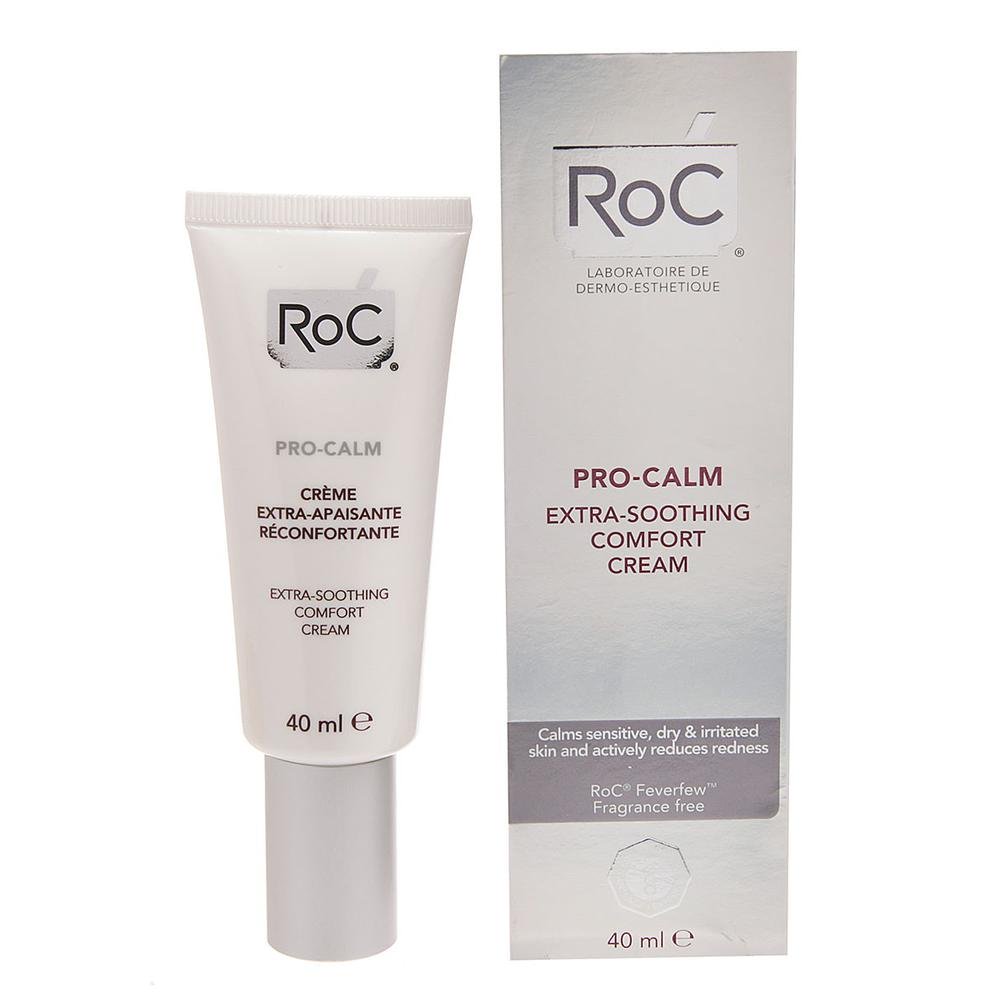 RoC®
PRO-CALM
CRÈME
EXTRA-APAISANTE
RÉCONFORTANTE
EXTRA-SOOTHING
COMFORT
CREAM
40 ml ℮
RoC®
LABORATOIRE DE
DERMO-ESTHETIQUE
PRO-CALM
EXTRA-SOOTHING
COMFORT
CREAM
Calms sensitive, dry & irritated
skin and actively reduces redness
RoC® Feverfew™
Fragrance free
40 ml ℮